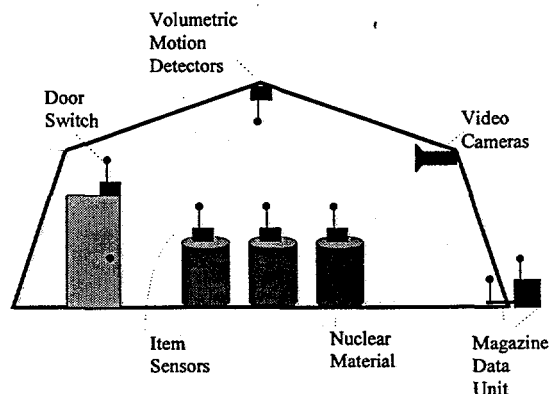 Volumetric
Motion
Detectors
Door
Switch
Video
Cameras
Item
Sensors
Nuclear
Material
Magazine
Data
Unit